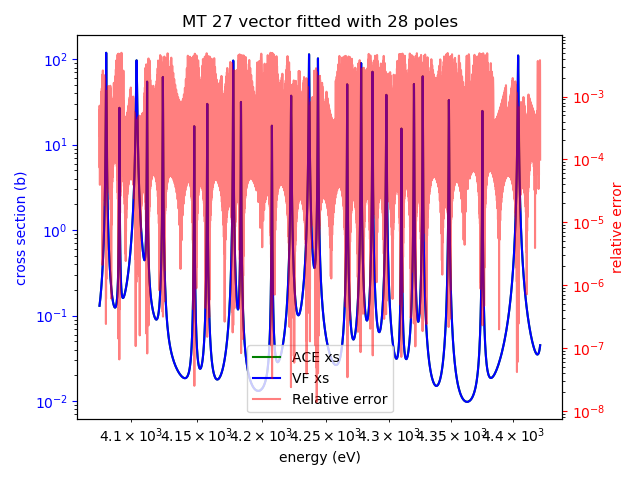 MT 27 vector fitted with 28 poles
10²
10¹
10⁰
10⁻¹
10⁻²
cross section (b)
10⁻³
10⁻⁴
10⁻⁵
10⁻⁶
10⁻⁷
10⁻⁸
relative error
ACE xs
VF xs
Relative error
4.1 × 10³ 4.15 × 10³ 4.2 × 10³ 4.25 × 10³ 4.3 × 10³ 4.35 × 10³ 4.4 × 10³
energy (eV)